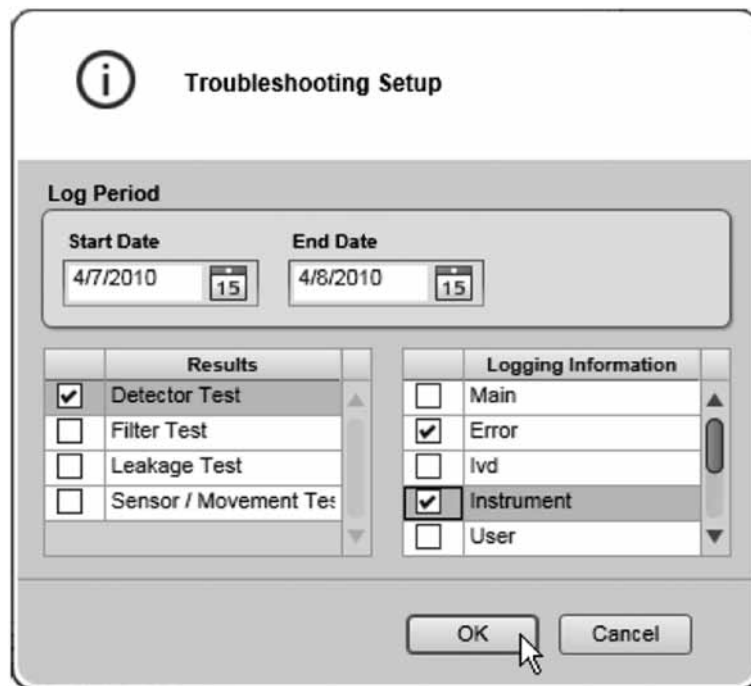 Troubleshooting Setup
Log Period
Start Date
End Date
4/7/2010
15
4/8/2010
15
Results
Detector Test
Filter Test
Leakage Test
Sensor / Movement Tes
Logging Information
Main
Error
Ivd
Instrument
User
OK
Cancel